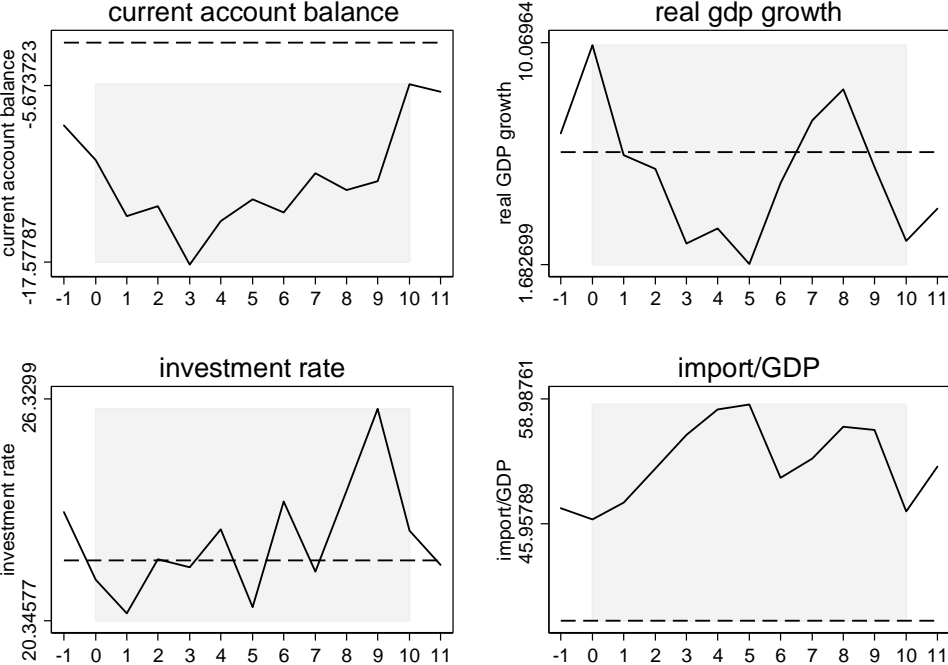 current account balance
current account balance
-5.673723
-17.57787
-1 0 1 2 3 4 5 6 7 8 9 10 11
real gdp growth
real GDP growth
10.06964
1.682699
-1 0 1 2 3 4 5 6 7 8 9 10 11
investment rate
investment rate
26.3299
20.34577
-1 0 1 2 3 4 5 6 7 8 9 10 11
import/GDP
import/GDP
58.98761
45.95789
-1 0 1 2 3 4 5 6 7 8 9 10 11